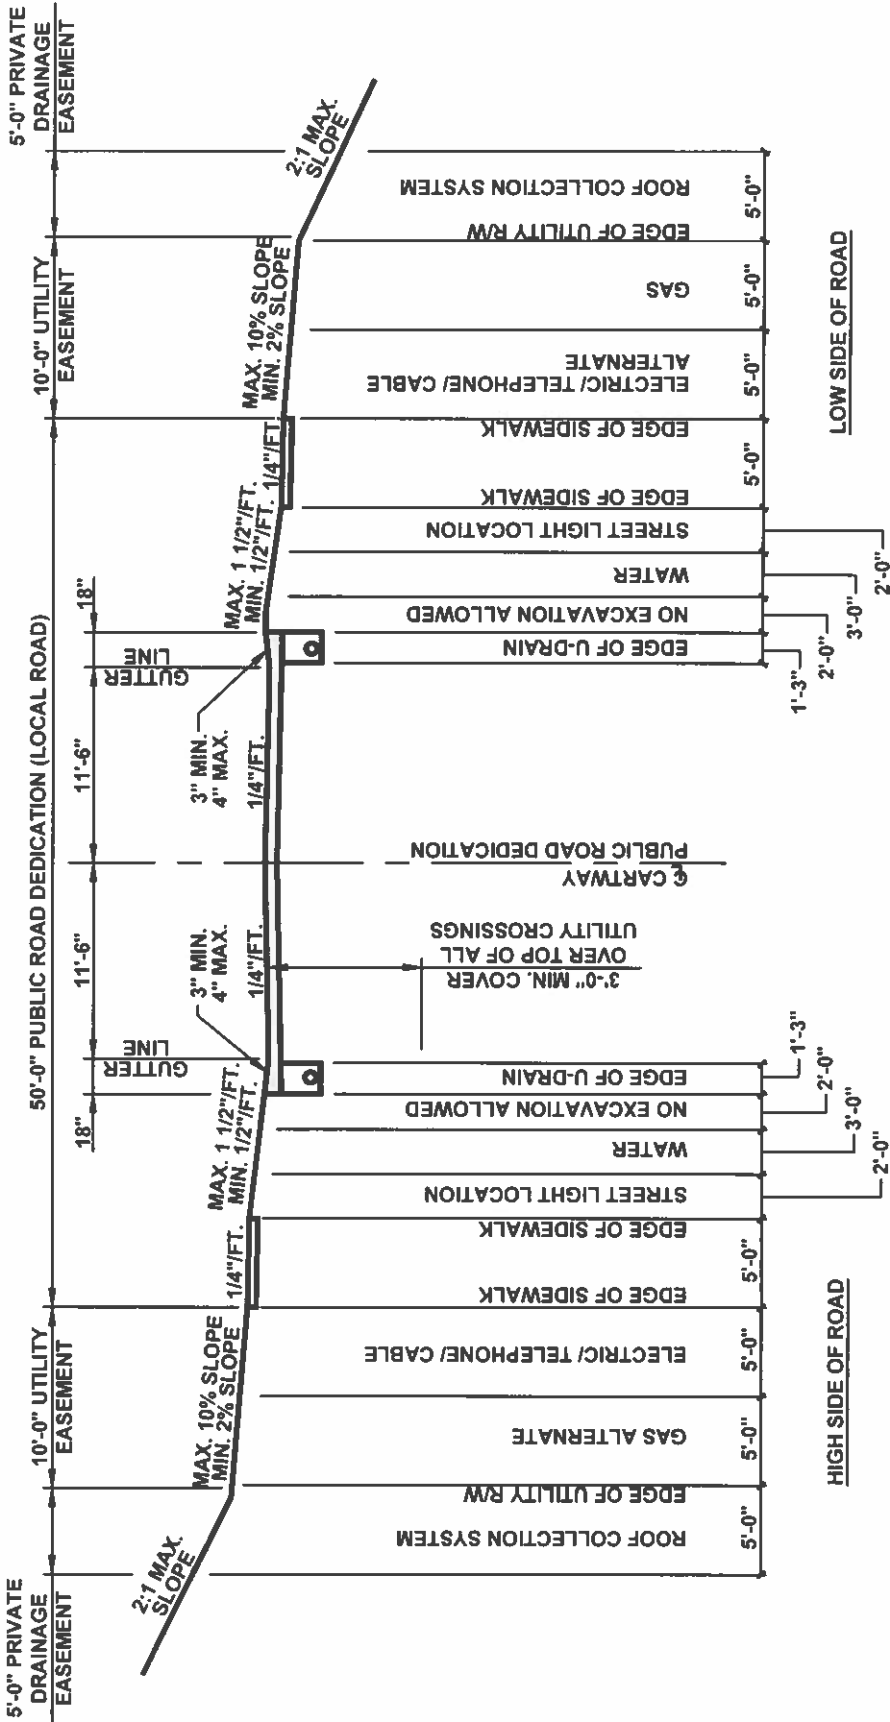 5'-0" PRIVATE
DRAINAGE
EASEMENT
10'-0" UTILITY
EASEMENT
50'-0" PUBLIC ROAD DEDICATION (LOCAL ROAD)
10'-0" UTILITY
EASEMENT
5'-0" PRIVATE
DRAINAGE
EASEMENT
18"
11'-6"
11'-6"
18"
GUTTER
LINE
GUTTER
LINE
2:1 MAX.
SLOPE
MAX. 10% SLOPE
MIN. 2% SLOPE
1/4"/FT.
MAX. 1 1/2"/FT.
MIN. 1/2"/FT.
3" MIN.
4" MAX.
1/4"/FT.
3" MIN.
4" MAX.
1/4"/FT.
MAX. 1 1/2"/FT.
MIN. 1/2"/FT.
1/4"/FT.
MAX. 10% SLOPE
MIN. 2% SLOPE
2:1 MAX.
SLOPE
ROOF COLLECTION SYSTEM
EDGE OF UTILITY R/W
GAS ALTERNATE
ELECTRIC/ TELEPHONE/ CABLE
EDGE OF SIDEWALK
EDGE OF SIDEWALK
STREET LIGHT LOCATION
WATER
NO EXCAVATION ALLOWED
EDGE OF U-DRAIN
3'-0" MIN. COVER
OVER TOP OF ALL
UTILITY CROSSINGS
℄ CARTWAY
PUBLIC ROAD DEDICATION
EDGE OF U-DRAIN
NO EXCAVATION ALLOWED
WATER
STREET LIGHT LOCATION
EDGE OF SIDEWALK
EDGE OF SIDEWALK
ELECTRIC/ TELEPHONE/ CABLE
ALTERNATE
GAS
EDGE OF UTILITY R/W
ROOF COLLECTION SYSTEM
5'-0"
5'-0"
5'-0"
5'-0"
2'-0"
3'-0"
2'-0"
1'-3"
1'-3"
2'-0"
3'-0"
2'-0"
5'-0"
5'-0"
5'-0"
5'-0"
HIGH SIDE OF ROAD
LOW SIDE OF ROAD